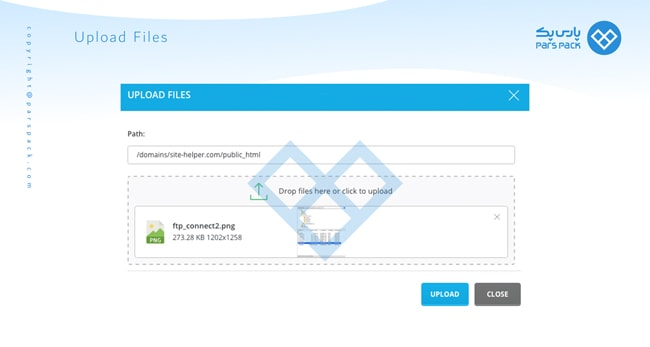 Upload Files
پارس پک
PARS PACK
copyright@parspack.com
UPLOAD FILES
Path:
/domains/site-helper.com/public_html
Drop files here or click to upload
PNG
ftp_connect2.png
273.28 KB 1202x1258
UPLOAD
CLOSE